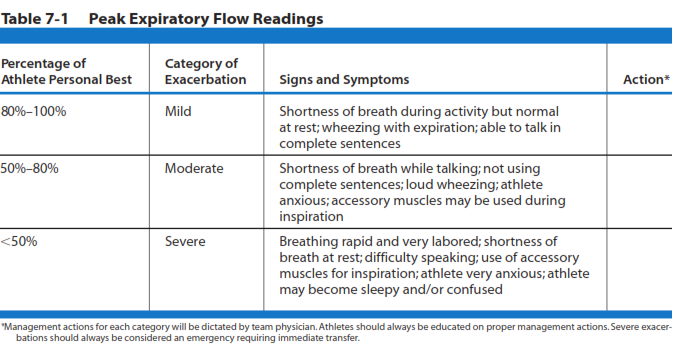 Table 7-1 Peak Expiratory Flow Readings
Percentage of
Athlete Personal Best
Category of
Exacerbation
Signs and Symptoms
Action*
80%–100%
Mild
Shortness of breath during activity but normal
at rest; wheezing with expiration; able to talk in
complete sentences
50%–80%
Moderate
Shortness of breath while talking; not using
complete sentences; loud wheezing; athlete
anxious; accessory muscles may be used during
inspiration
<50%
Severe
Breathing rapid and very labored; shortness of
breath at rest; difficulty speaking; use of accessory
muscles for inspiration; athlete very anxious; athlete
may become sleepy and/or confused
*Management actions for each category will be dictated by team physician. Athletes should always be educated on proper management actions. Severe exacer-
bations should always be considered an emergency requiring immediate transfer.